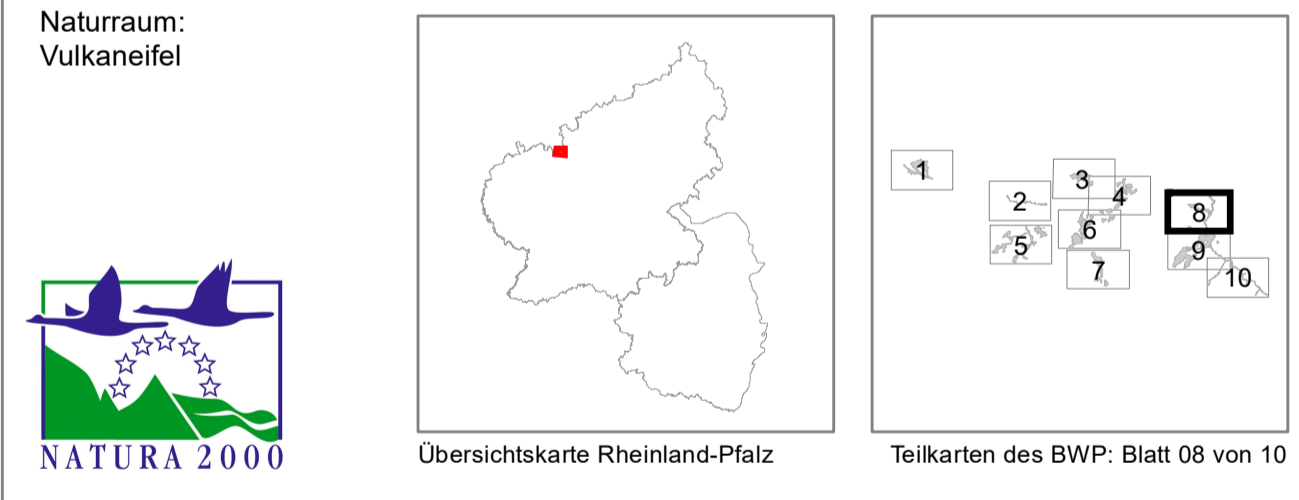 Naturraum:
Vulkaneifel
NATURA 2000
Übersichtskarte Rheinland-Pfalz
1
2
3
4
5
6
7
8
9
10
Teilkarten des BWP: Blatt 08 von 10